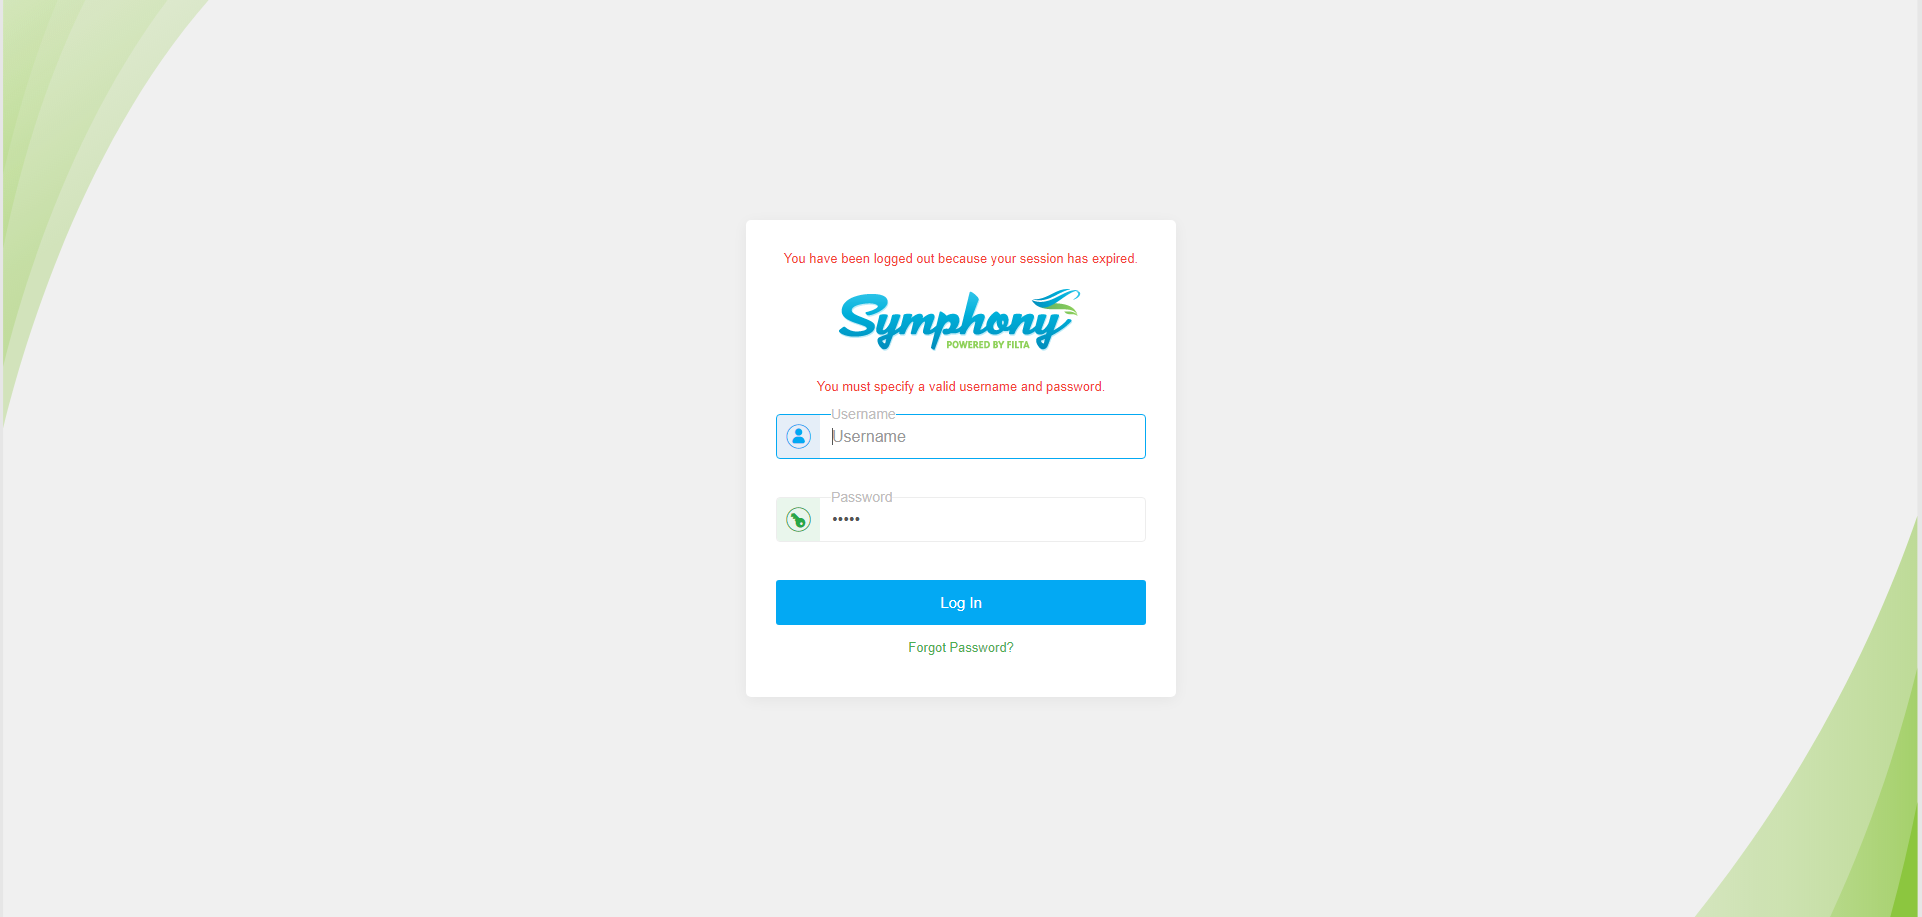 You have been logged out because your session has expired.
Symphony
POWERED BY FILTA
You must specify a valid username and password.
Username
Username
Password
•••••
Log In
Forgot Password?